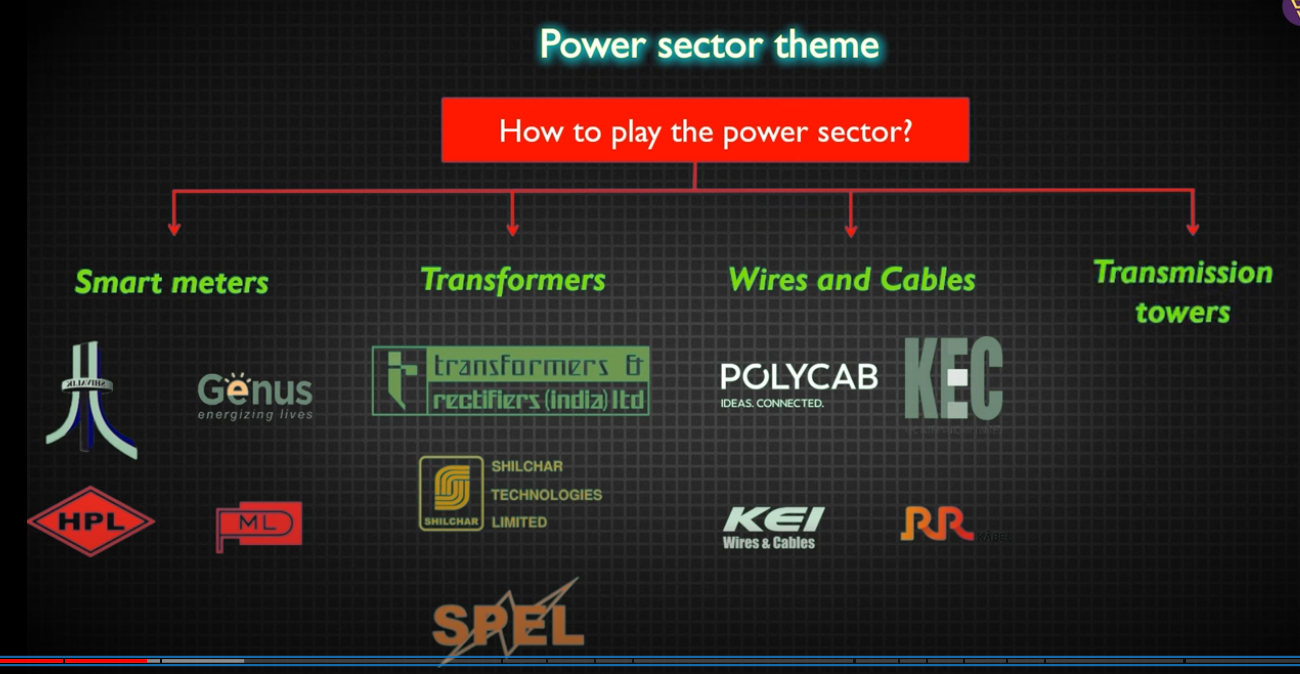 Power sector theme
How to play the power sector?
Smart meters
Transformers
Wires and Cables
Transmission
towers
SHIVALIK
Genus
energizing lives
transformers &
rectifiers (india) ltd
POLYCAB
IDEAS. CONNECTED.
KEC
HPL
ML
SHILCHAR
TECHNOLOGIES
LIMITED
SHILCHAR
KEI
Wires & Cables
RR
KABEL
SPEL